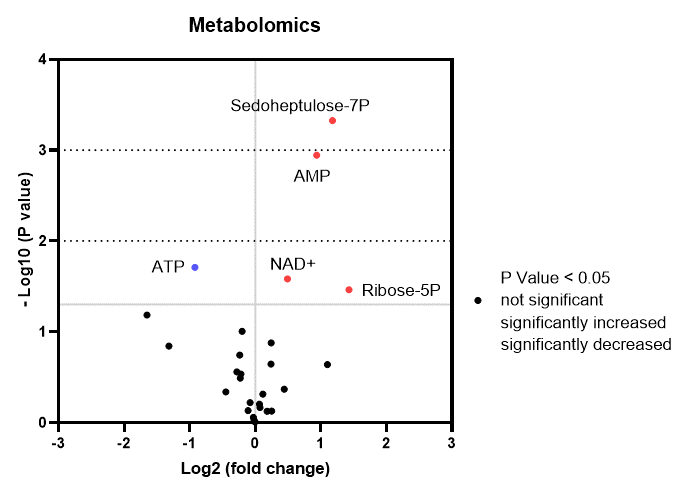 Metabolomics
4
Sedoheptulose-7P
3
AMP
- Log10 (P value)
2
ATP
NAD+
Ribose-5P
1
0
-3 -2 -1 0 1 2 3
Log2 (fold change)
P Value < 0.05
not significant
significantly increased
significantly decreased